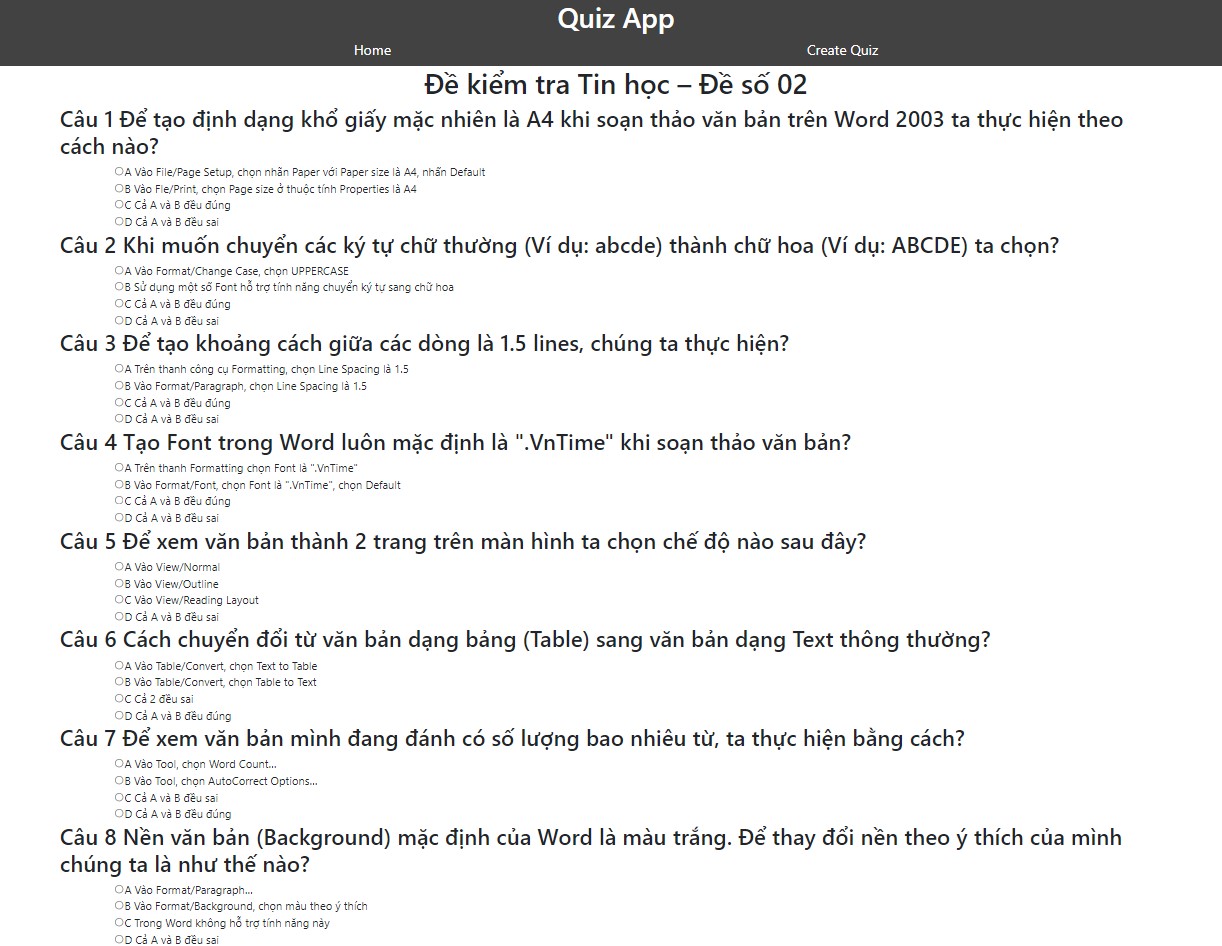 Quiz App
Home
Create Quiz
Đề kiểm tra Tin học – Đề số 02
Câu 1 Để tạo định dạng khổ giấy mặc nhiên là A4 khi soạn thảo văn bản trên Word 2003 ta thực hiện theo
cách nào?
A Vào File/Page Setup, chọn nhãn Paper với Paper size là A4, nhấn Default
B Vào Fle/Print, chọn Page size ở thuộc tính Properties là A4
C Cả A và B đều đúng
D Cả A và B đều sai
Câu 2 Khi muốn chuyển các ký tự chữ thường (Ví dụ: abcde) thành chữ hoa (Ví dụ: ABCDE) ta chọn?
A Vào Format/Change Case, chọn UPPERCASE
B Sử dụng một số Font hỗ trợ tính năng chuyển ký tự sang chữ hoa
C Cả A và B đều đúng
D Cả A và B đều sai
Câu 3 Để tạo khoảng cách giữa các dòng là 1.5 lines, chúng ta thực hiện?
A Trên thanh công cụ Formatting, chọn Line Spacing là 1.5
B Vào Format/Paragraph, chọn Line Spacing là 1.5
C Cả A và B đều đúng
D Cả A và B đều sai
Câu 4 Tạo Font trong Word luôn mặc định là ".VnTime" khi soạn thảo văn bản?
A Trên thanh Formatting chọn Font là ".VnTime"
B Vào Format/Font, chọn Font là ".VnTime", chọn Default
C Cả A và B đều đúng
D Cả A và B đều sai
Câu 5 Để xem văn bản thành 2 trang trên màn hình ta chọn chế độ nào sau đây?
A Vào View/Normal
B Vào View/Outline
C Vào View/Reading Layout
D Cả A và B đều sai
Câu 6 Cách chuyển đổi từ văn bản dạng bảng (Table) sang văn bản dạng Text thông thường?
A Vào Table/Convert, chọn Text to Table
B Vào Table/Convert, chọn Table to Text
C Cả 2 đều sai
D Cả A và B đều đúng
Câu 7 Để xem văn bản mình đang đánh có số lượng bao nhiêu từ, ta thực hiện bằng cách?
A Vào Tool, chọn Word Count...
B Vào Tool, chọn AutoCorrect Options...
C Cả A và B đều sai
D Cả A và B đều đúng
Câu 8 Nền văn bản (Background) mặc định của Word là màu trắng. Để thay đổi nền theo ý thích của mình
chúng ta là như thế nào?
A Vào Format/Paragraph...
B Vào Format/Background, chọn màu theo ý thích
C Trong Word không hỗ trợ tính năng này
D Cả A và B đều sai